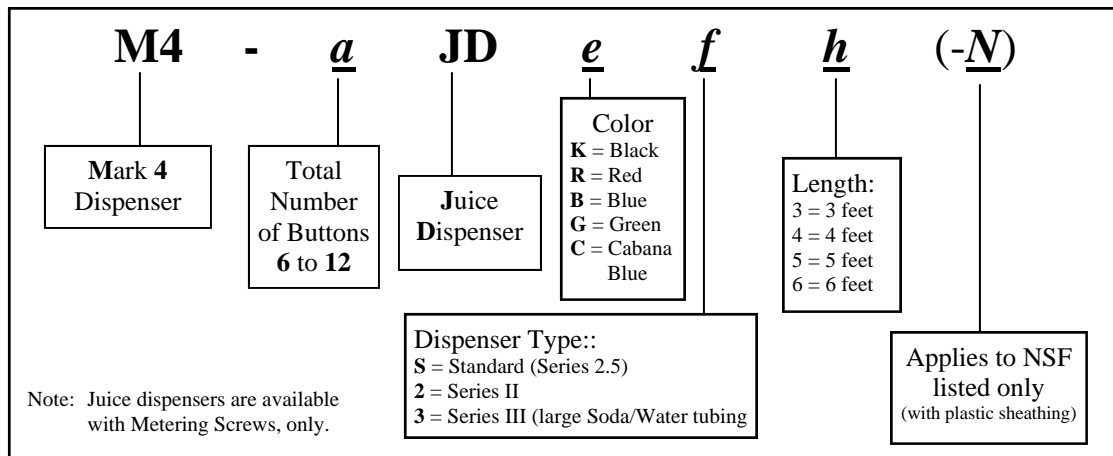 M4 - a JD e f h (-N)
Mark 4
Dispenser
Total
Number
of Buttons
6 to 12
Juice
Dispenser
Color
K = Black
R = Red
B = Blue
G = Green
C = Cabana
Blue
Length:
3 = 3 feet
4 = 4 feet
5 = 5 feet
6 = 6 feet
Dispenser Type::
S = Standard (Series 2.5)
2 = Series II
3 = Series III (large Soda/Water tubing
Applies to NSF
listed only
(with plastic sheathing)
Note: Juice dispensers are available
with Metering Screws, only.